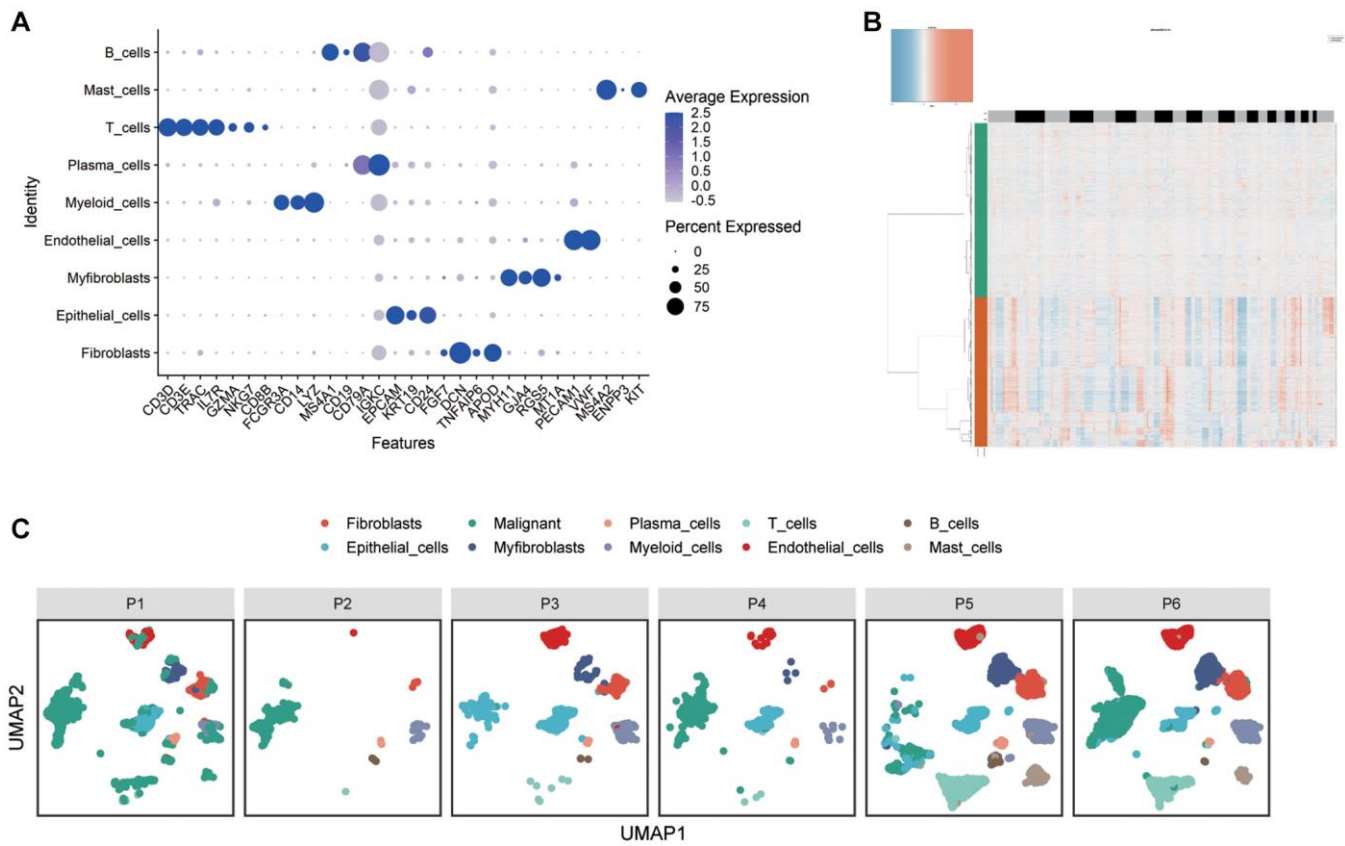 A
B_cells
Mast_cells
T_cells
Plasma_cells
Myeloid_cells
Endothelial_cells
Myfibroblasts
Epithelial_cells
Fibroblasts
Identity
CD3D
CD3E
TRAC
IL7R
GZMA
NKG7
CD8B
FCGR3A
CD14
LYZ
MS4A1
CD19
CD79A
IGKC
EPCAM
KRT19
CD24
FGF7
DCN
TNFAIP6
APOD
MYH11
GJA4
RGS5
MT1A
PECAM1
VWF
MS4A2
ENPP3
KIT
Features
Average Expression
2.5
2.0
1.5
1.0
0.0
-0.5
Percent Expressed
0
25
50
75
B
C
Fibroblasts Malignant Plasma_cells T_cells B_cells
Epithelial_cells Myfibroblasts Myeloid_cells Endothelial_cells Mast_cells
P1 P2 P3 P4 P5 P6
UMAP2
UMAP1